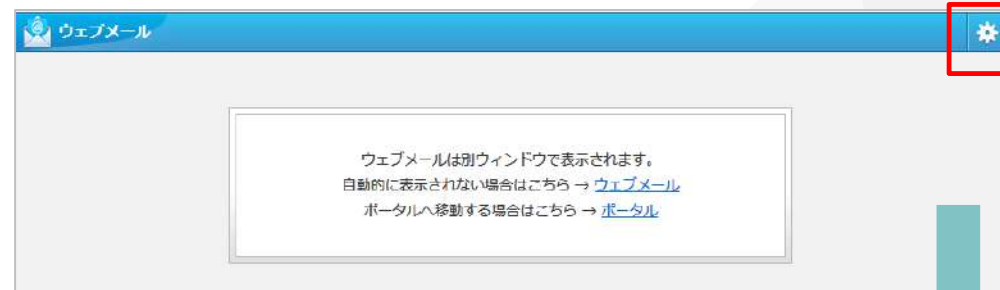 ウェブメール
ウェブメールは別ウィンドウで表示されます。
自動的に表示されない場合はこちら → ウェブメール
ポータルへ移動する場合はこちら → ポータル